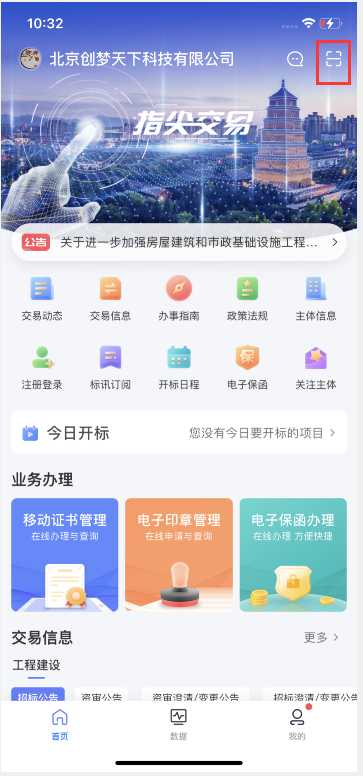 10:32
北京创梦天下科技有限公司
指尖交易
公告 关于进一步加强房屋建筑和市政基础设施工程...
交易动态 交易信息 办事指南 政策法规 主体信息
注册登录 标讯订阅 开标日程 电子保函 关注主体
今日开标 您没有今日要开标的项目
业务办理
移动证书管理 电子印章管理 电子保函办理
在线办理与查询 在线申请与查询 在线办理 方便快捷
交易信息 更多
工程建设
招标公告 资审公告 资审澄清/变更公告 招标澄清/变更公告
首页 数据 我的